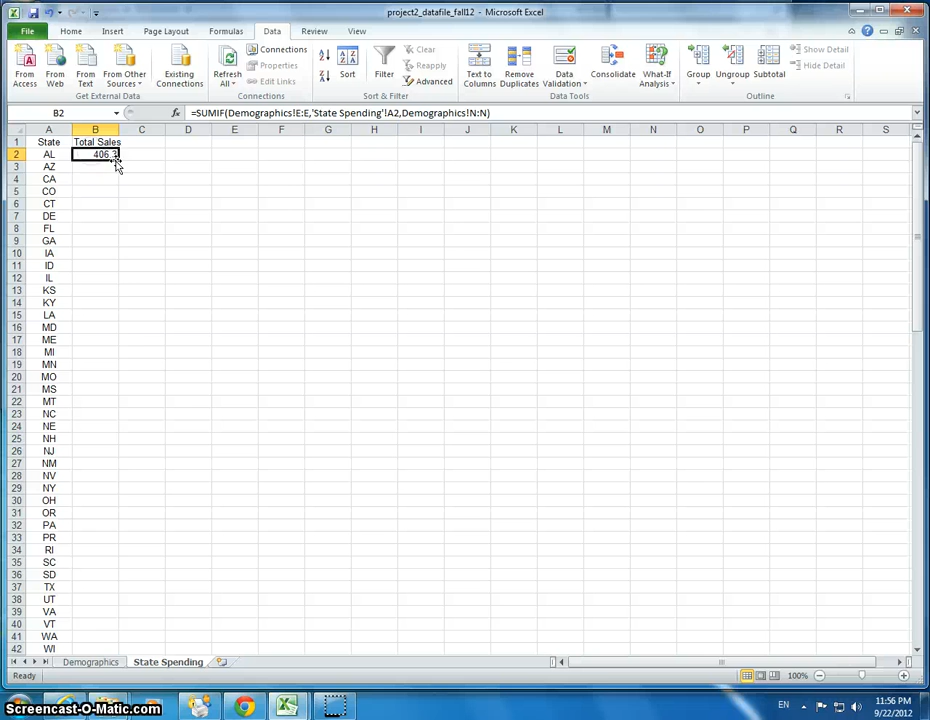 project2_datafile_fall12 - Microsoft Excel
File Home Insert Page Layout Formulas Data Review View
From Access
From Web
From Text
From Other Sources
Existing Connections
Get External Data
Refresh All
Connections
Properties
Edit Links
Connections
Sort
Filter
Clear
Reapply
Advanced
Sort & Filter
Text to Columns
Remove Duplicates
Data Validation
Consolidate
What-If Analysis
Data Tools
Group
Ungroup
Subtotal
Show Detail
Hide Detail
Outline
B2 fx =SUMIF(Demographics!E:E,'State Spending'!A2,Demographics!N:N)
A B C D E F G H I J K L M N O P Q R S
1 State Total Sales
2 AL 406.3
3 AZ
4 CA
5 CO
6 CT
7 DE
8 FL
9 GA
10 IA
11 ID
12 IL
13 KS
14 KY
15 LA
16 MD
17 ME
18 MI
19 MN
20 MO
21 MS
22 MT
23 NC
24 NE
25 NH
26 NJ
27 NM
28 NV
29 NY
30 OH
31 OR
32 PA
33 PR
34 RI
35 SC
36 SD
37 TX
38 UT
39 VA
40 VT
41 WA
42 WI
Demographics State Spending
Ready 100%
Screencast-O-Matic.com
EN
11:56 PM
9/22/2012